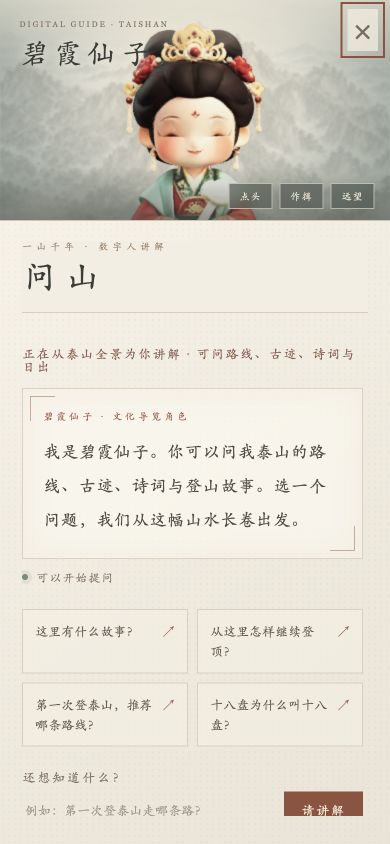 DIGITAL GUIDE · TAISHAN
碧霞仙子
点头
作揖
远望
一山千年 · 数字人讲解
问山
正在从泰山全景为你讲解 · 可问路线、古迹、诗词与
日出
碧霞仙子 · 文化导览角色
我是碧霞仙子。你可以问我泰山的路
线、古迹、诗词与登山故事。选一个
问题，我们从这幅山水长卷出发。
可以开始提问
这里有什么故事？
从这里怎样继续登
顶？
第一次登泰山，推荐
哪条路线？
十八盘为什么叫十八
盘？
还想知道什么？
例如：第一次登泰山走哪条路？
请讲解